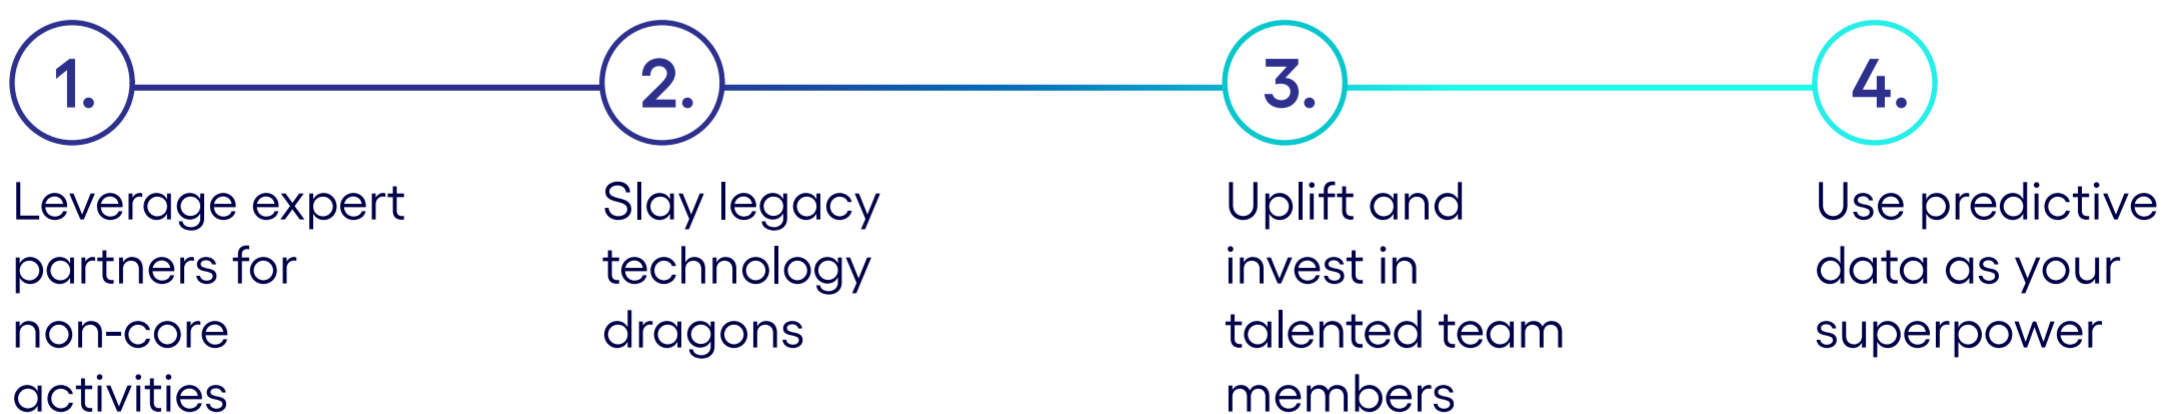 1.
Leverage expert
partners for
non-core
activities
2.
Slay legacy
technology
dragons
3.
Uplift and
invest in
talented team
members
4.
Use predictive
data as your
superpower